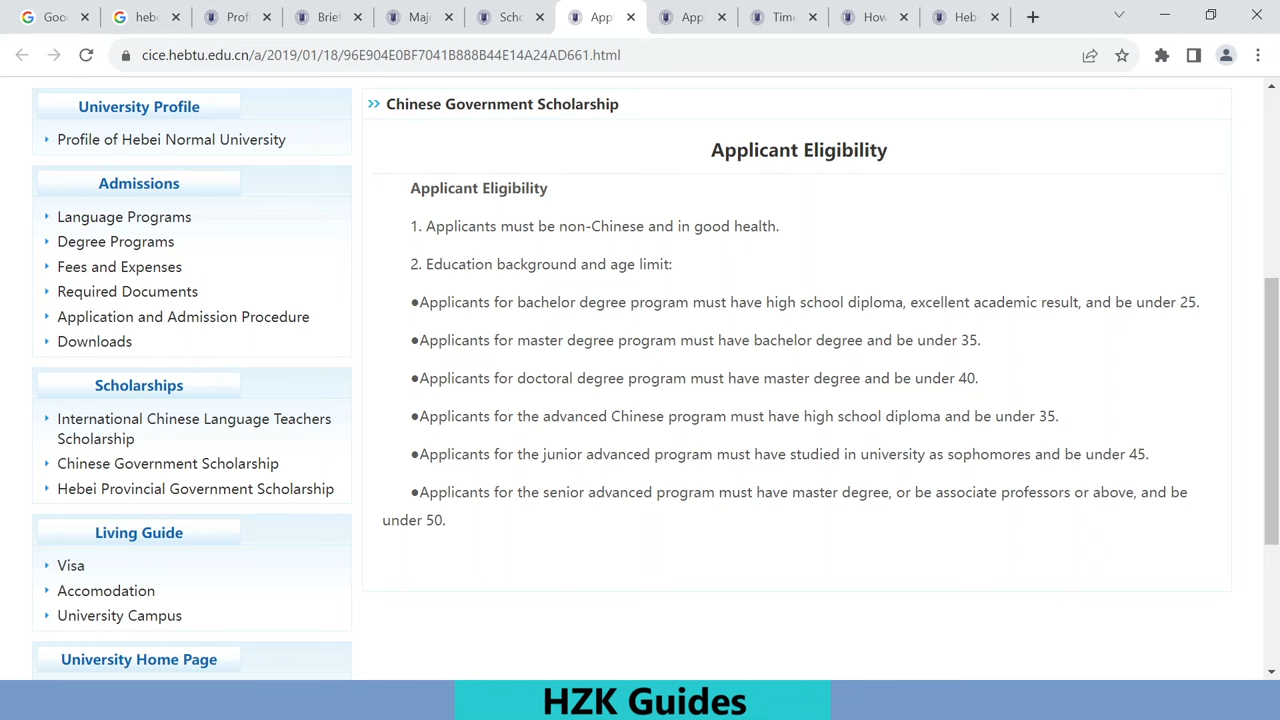 Goo
heb
Profi
Brief
Majo
Scho
Appl
Appl
Time
How
Heb
cice.hebtu.edu.cn/a/2019/01/18/96E904E0BF7041B888B44E14A24AD661.html
University Profile
Profile of Hebei Normal University
Admissions
Language Programs
Degree Programs
Fees and Expenses
Required Documents
Application and Admission Procedure
Downloads
Scholarships
International Chinese Language Teachers
Scholarship
Chinese Government Scholarship
Hebei Provincial Government Scholarship
Living Guide
Visa
Accomodation
University Campus
University Home Page
>> Chinese Government Scholarship
Applicant Eligibility
Applicant Eligibility
1. Applicants must be non-Chinese and in good health.
2. Education background and age limit:
●Applicants for bachelor degree program must have high school diploma, excellent academic result, and be under 25.
●Applicants for master degree program must have bachelor degree and be under 35.
●Applicants for doctoral degree program must have master degree and be under 40.
●Applicants for the advanced Chinese program must have high school diploma and be under 35.
●Applicants for the junior advanced program must have studied in university as sophomores and be under 45.
●Applicants for the senior advanced program must have master degree, or be associate professors or above, and be
under 50.
HZK Guides